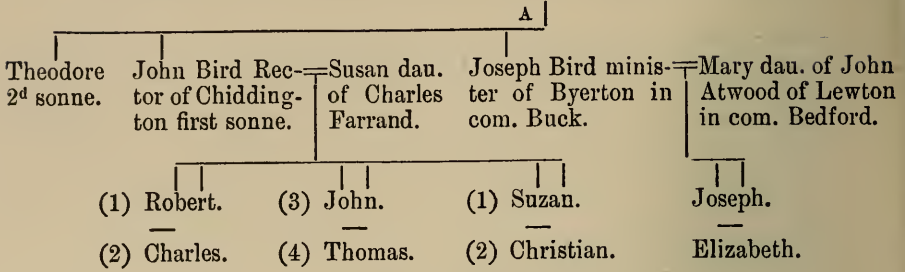 A
Theodore
2d sonne.
John Bird Rec-
tor of Chidding-
ton first sonne.
Susan dau.
of Charles
Farrand.
Joseph Bird minis-
ter of Byerton in
com. Buck.
Mary dau. of John
Atwood of Lewton
in com. Bedford.
(1) Robert. (3) John. (1) Suzan. Joseph.
(2) Charles. (4) Thomas. (2) Christian. Elizabeth.